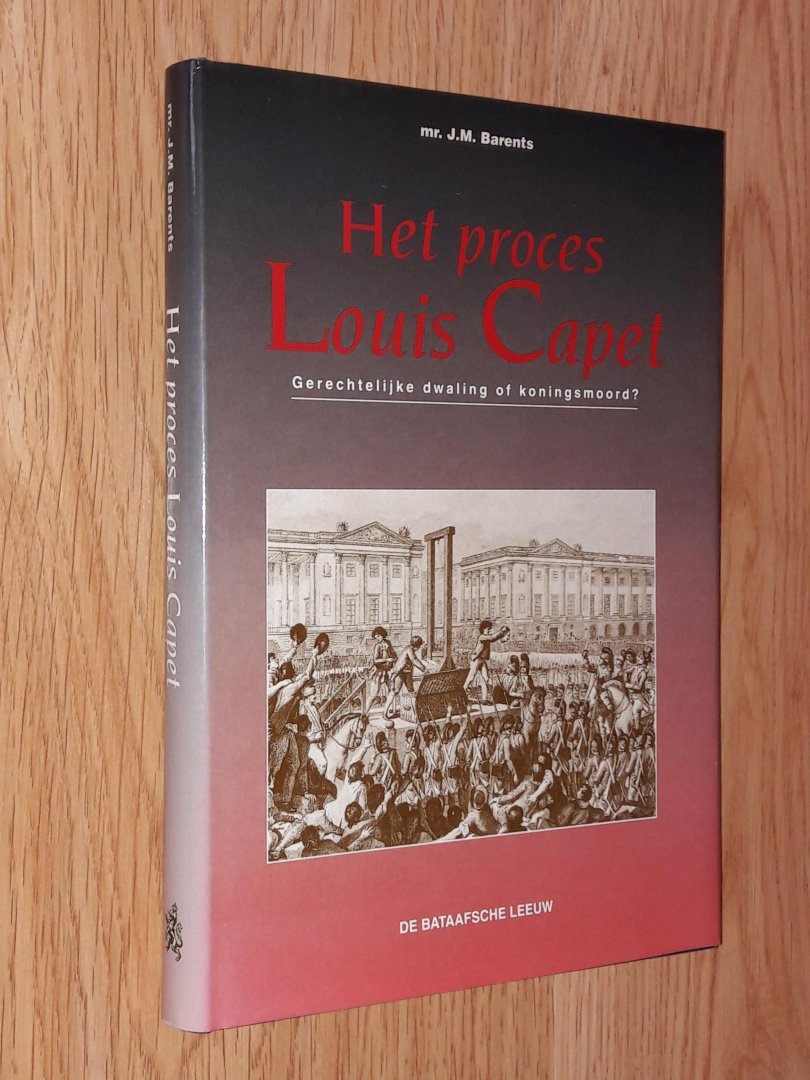 mr. J.M. Barents
Het proces Louis Capet
mr. J.M. Barents
Het proces
Louis Capet
Gerechtelijke dwaling of koningsmoord?
DE BATAAFSCHE LEEUW